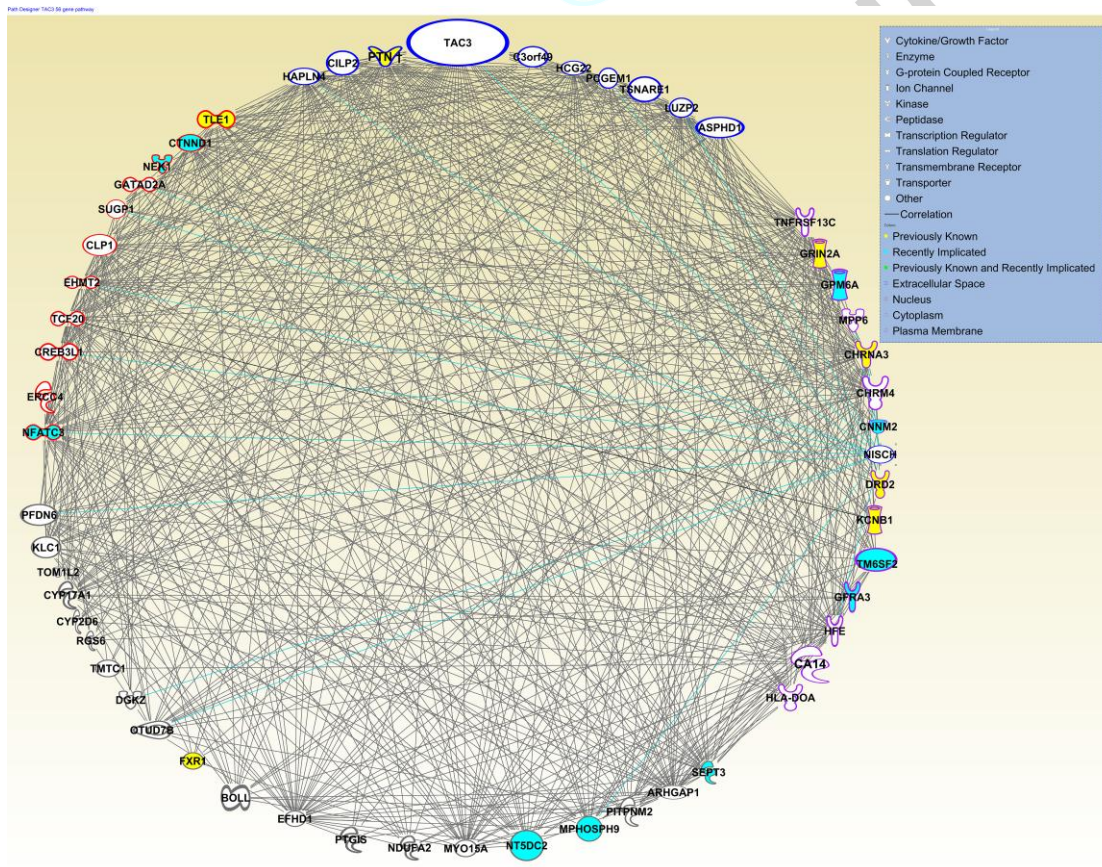 Path Designer TAC3 50 gene pathway
TAC3
C3orf49
HCG22
PCGEM1
TSNARE1
LUZP2
ASPHD1
TNFRSF13C
GRIN2A
GPM6A
MPP6
CHRNA3
CHRM4
CNNM2
NISCH
DRD2
KCNB1
TM6SF2
GFRA3
HFE
CA14
HLA-DOA
SEPT3
ARHGAP1
PITPNM2
MPHOSPH9
NT5DC2
MYO15A
NDUFA2
PTGIS
EFHD1
BOLL
FXR1
OTUD7B
DGKZ
TMTC1
RGS6
CYP2D6
CYP17A1
TOM1L2
KLC1
PFDN6
NFATC3
ERCC4
CREB3L1
TCF20
EHMT2
CLP1
SUGP1
GATAD2A
NEK1
CTNND1
TLE1
HAPLN4
CILP2
Cytokine/Growth Factor
Enzyme
G-protein Coupled Receptor
Ion Channel
Kinase
Peptidase
Transcription Regulator
Translation Regulator
Transmembrane Receptor
Transporter
Other
Correlation
Previously Known
Recently Implicated
Previously Known and Recently Implicated
Extracellular Space
Nucleus
Cytoplasm
Plasma Membrane